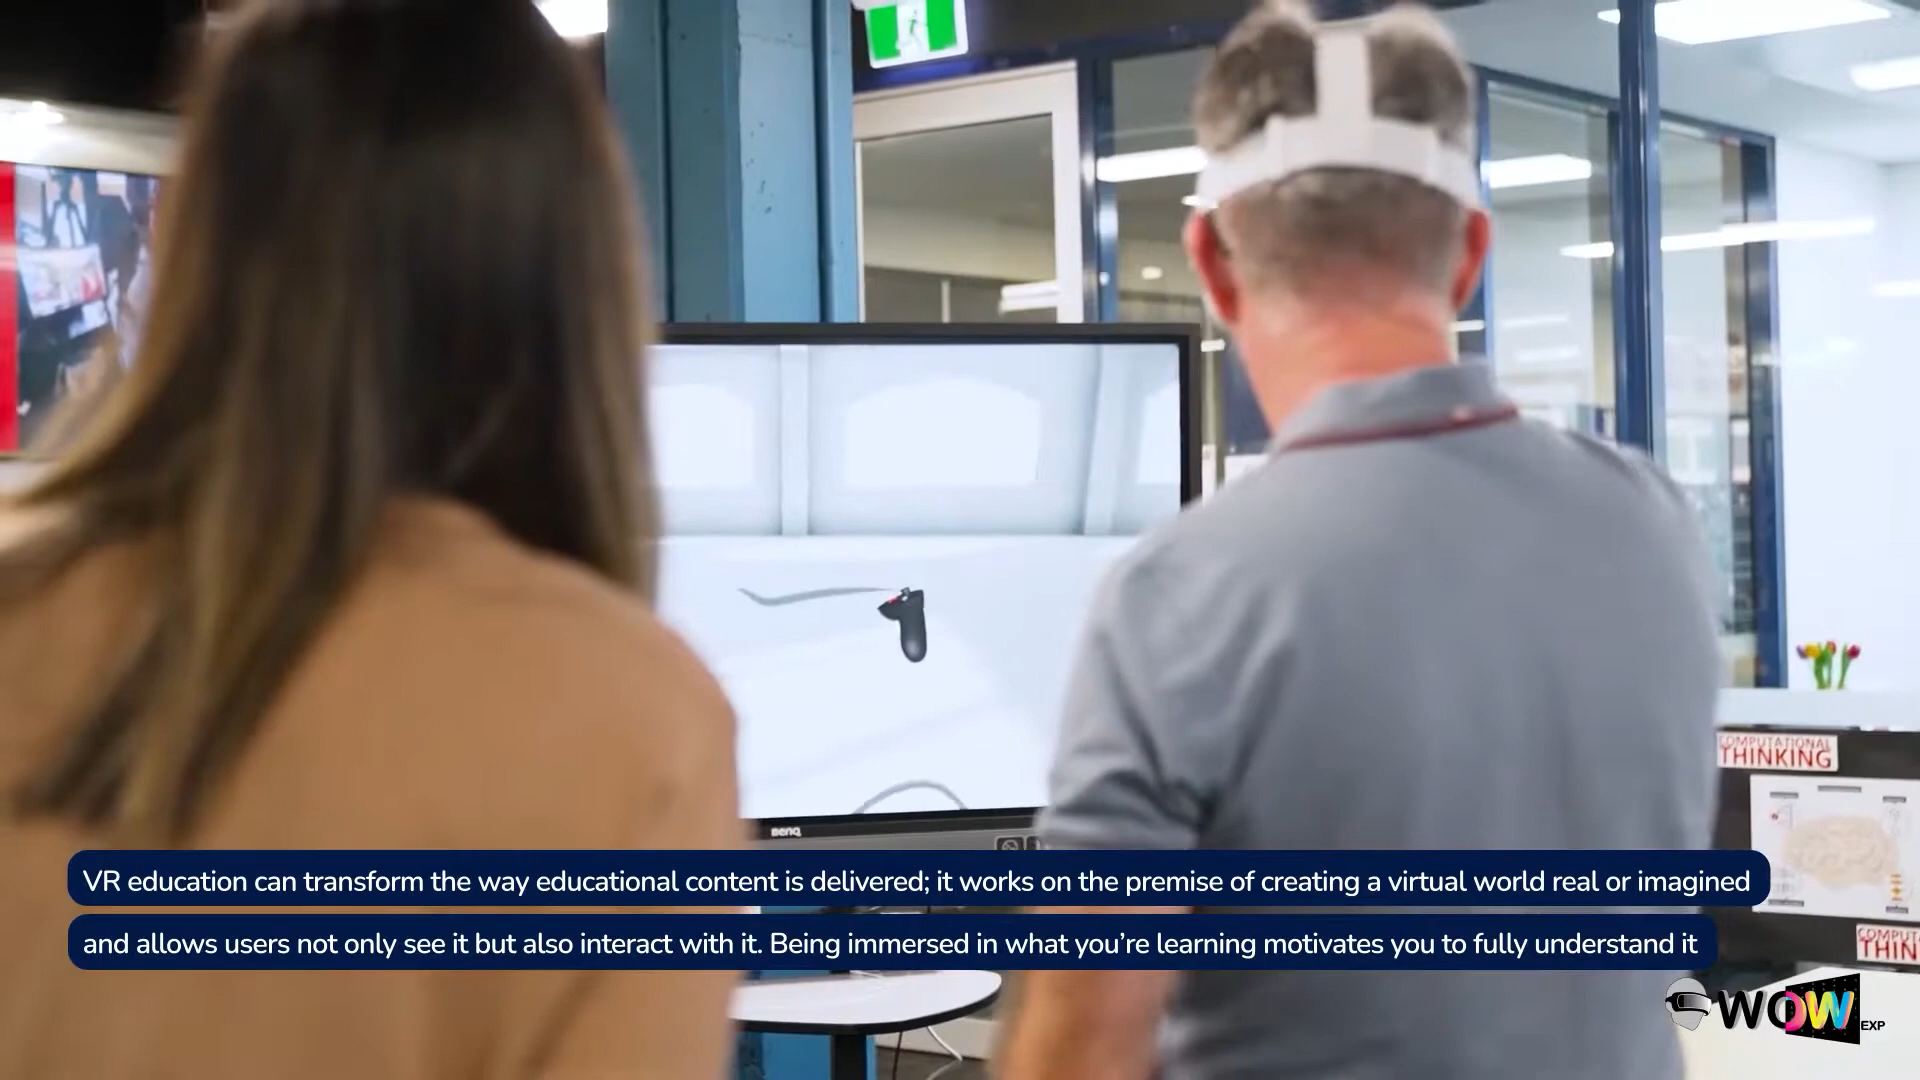 COMPUTATIONAL
THINKING
BenQ
VR education can transform the way educational content is delivered; it works on the premise of creating a virtual world real or imagined
and allows users not only see it but also interact with it. Being immersed in what you’re learning motivates you to fully understand it
COMPUT
THIN
WOW
EXP